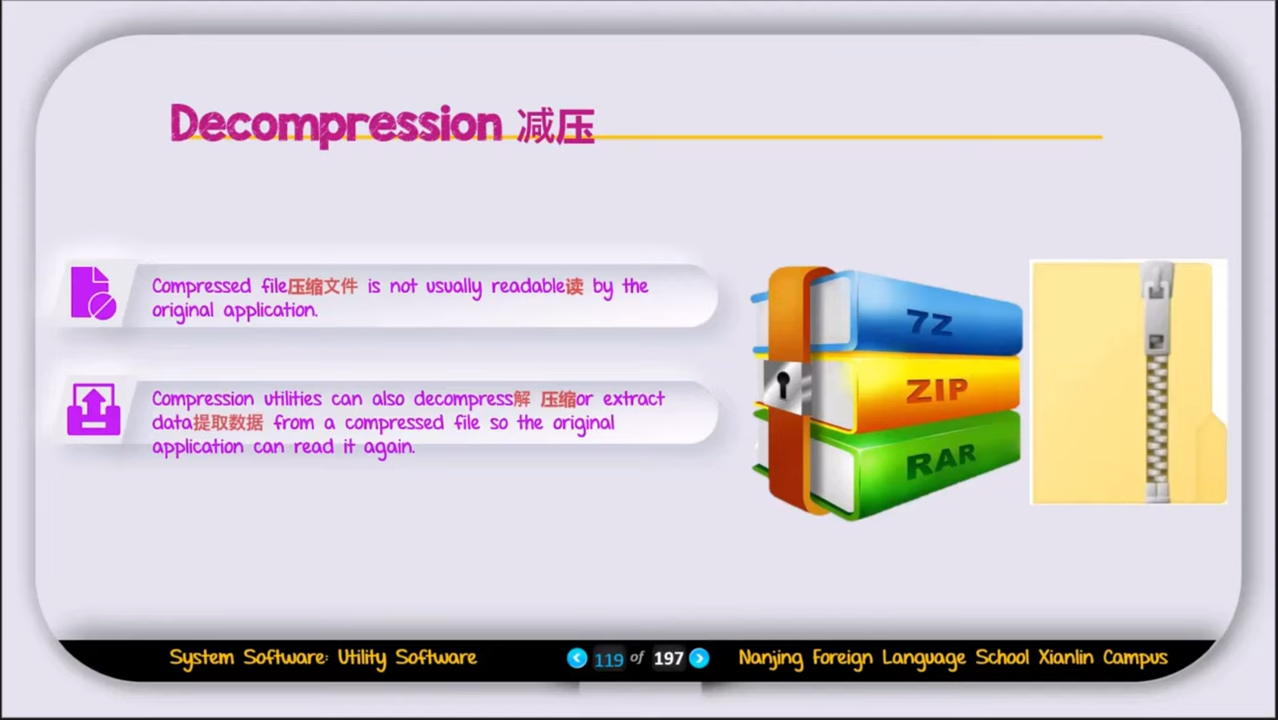 Decompression 减压
Compressed file压缩文件 is not usually readable读 by the
original application.
Compression utilities can also decompress解 压缩or extract
data提取数据 from a compressed file so the original
application can read it again.
7Z
ZIP
RAR
System Software: Utility Software
119 of 197
Nanjing Foreign Language School Xianlin Campus